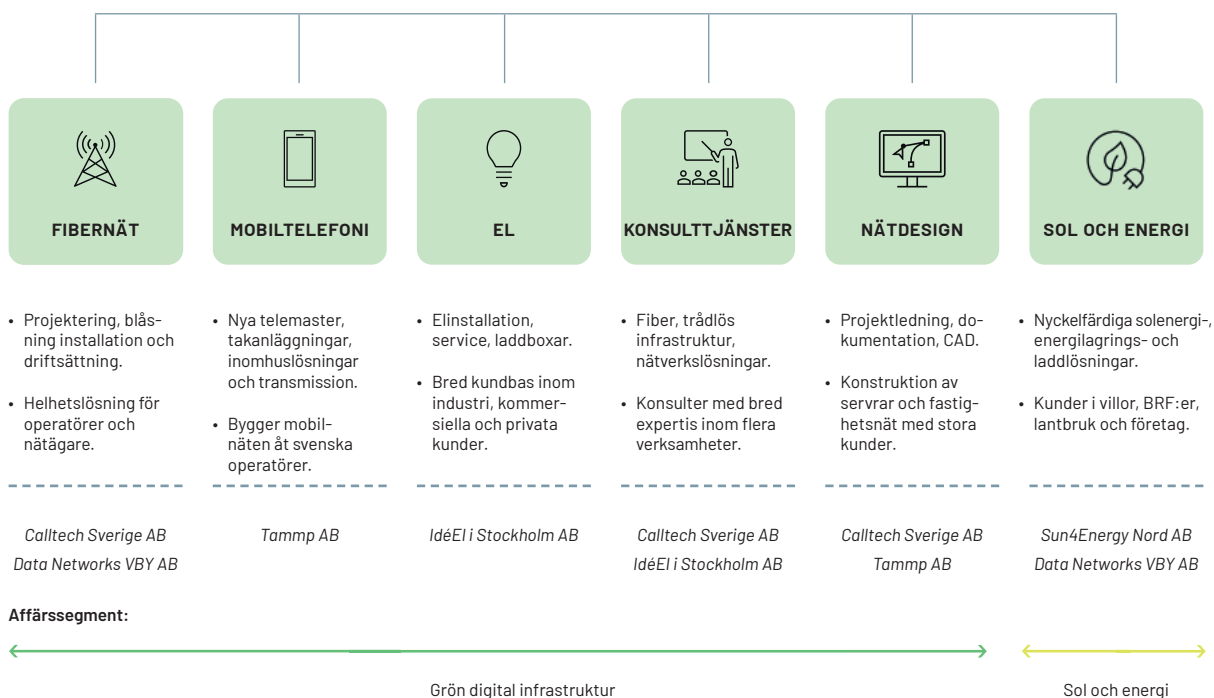 FIBERNÄT
• Projektering, blås-
ning installation och
driftsättning.
• Helhetslösning för
operatörer och
nätägare.
Calltech Sverige AB
Data Networks VBY AB
MOBILTELEFONI
• Nya telemaster,
takanläggningar,
inomhuslösningar
och transmission.
• Bygger mobil-
näten åt svenska
operatörer.
Tammp AB
EL
• Elinstallation,
service, laddboxar.
• Bred kundbas inom
industri, kommer-
siella och privata
kunder.
IdéEl i Stockholm AB
KONSULTTJÄNSTER
• Fiber, trådlös
infrastruktur,
nätverkslösningar.
• Konsulter med bred
expertis inom flera
verksamheter.
Calltech Sverige AB
IdéEl i Stockholm AB
NÄTDESIGN
• Projektledning, do-
kumentation, CAD.
• Konstruktion av
servrar och fastig-
hetsnät med stora
kunder.
Calltech Sverige AB
Tammp AB
SOL OCH ENERGI
• Nyckelfärdiga solenergi-,
energilagrings- och
laddlösningar.
• Kunder i villor, BRF:er,
lantbruk och företag.
Sun4Energy Nord AB
Data Networks VBY AB
Affärssegment:
Grön digital infrastruktur
Sol och energi